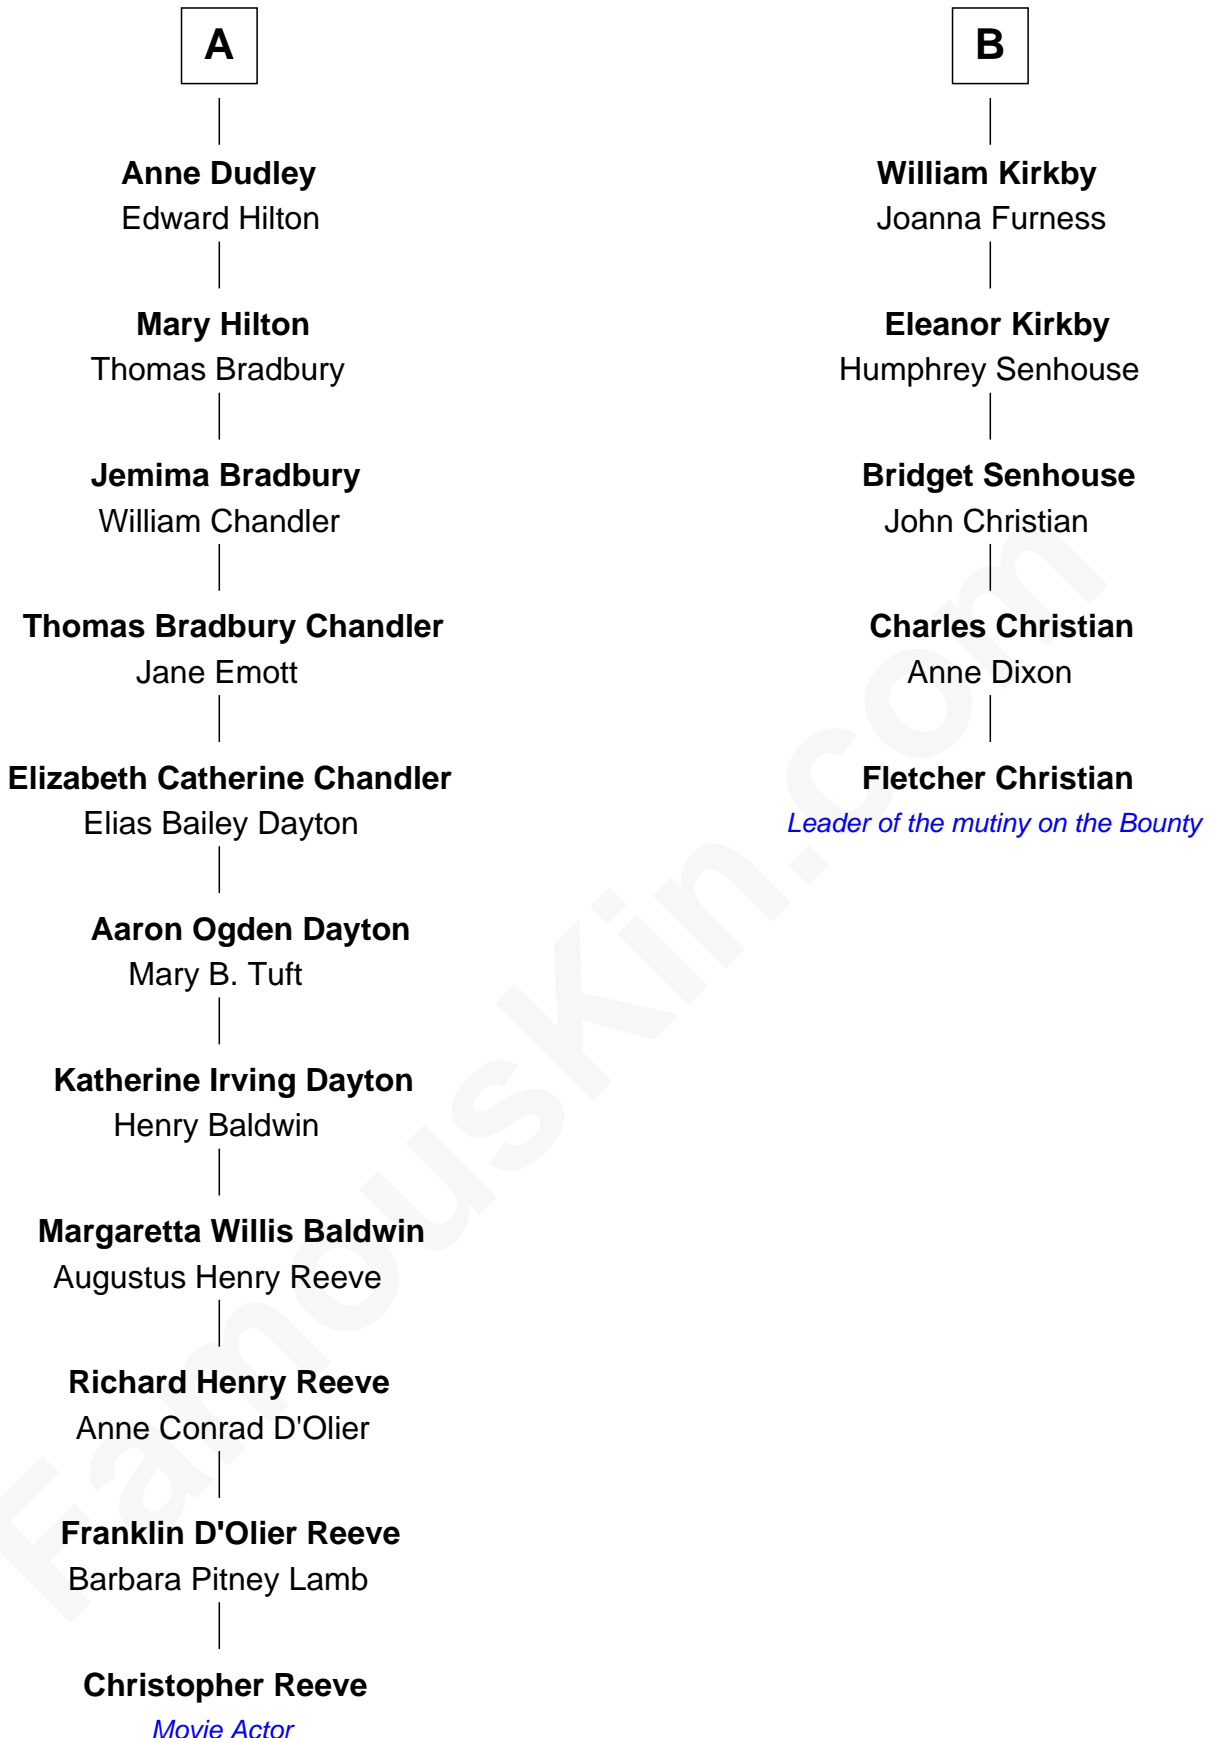 A
Anne Dudley
Edward Hilton
Mary Hilton
Thomas Bradbury
Jemima Bradbury
William Chandler
Thomas Bradbury Chandler
Jane Emott
Elizabeth Catherine Chandler
Elias Bailey Dayton
Aaron Ogden Dayton
Mary B. Tuft
Katherine Irving Dayton
Henry Baldwin
Margaretta Willis Baldwin
Augustus Henry Reeve
Richard Henry Reeve
Anne Conrad D'Olier
Franklin D'Olier Reeve
Barbara Pitney Lamb
Christopher Reeve
Movie Actor
B
William Kirkby
Joanna Furness
Eleanor Kirkby
Humphrey Senhouse
Bridget Senhouse
John Christian
Charles Christian
Anne Dixon
Fletcher Christian
Leader of the mutiny on the Bounty
FamousKin.com